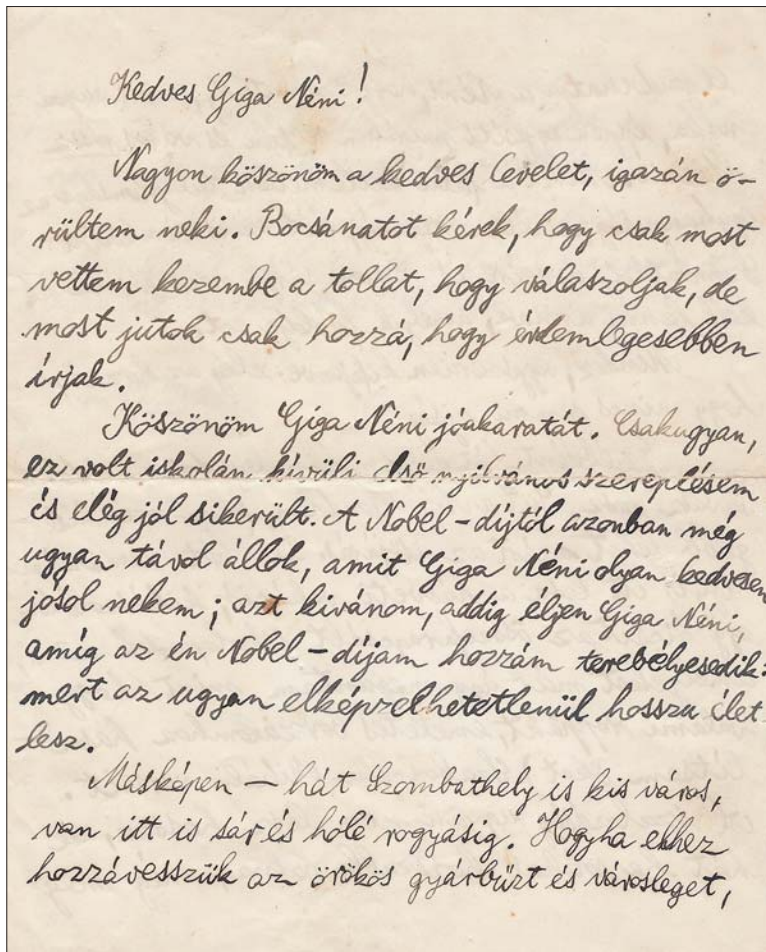 Kedves Giga Néni!
Nagyon köszönöm a kedves levelet, igazán ö-
rültem neki. Bocsánatot kérek, hogy csak most
vettem kezembe a tollat, hogy válaszoljak, de
most jutok csak hozzá, hogy érdemlegesebben
írjak.
Köszönöm Giga Néni jóakaratát. Csakugyan,
ez volt iskolán kívüli első nyilvános szereplésem
és elég jól sikerült. A Nobel-díjtól azonban még
ugyan távol állok, amit Giga Néni olyan kedvesen
jósol nekem; azt kivánom, addig éljen Giga Néni,
amíg az én Nobel-díjam hozzám terebélyesedik:
mert az ugyan elképzelhetetlenül hosszu élet
lesz.
Másképen – hát Szombathely is kis város,
van itt is sár és hólé rogyásig. Hogyha ehhez
hozzávesszük az örökös gyárbűzt és városleget,